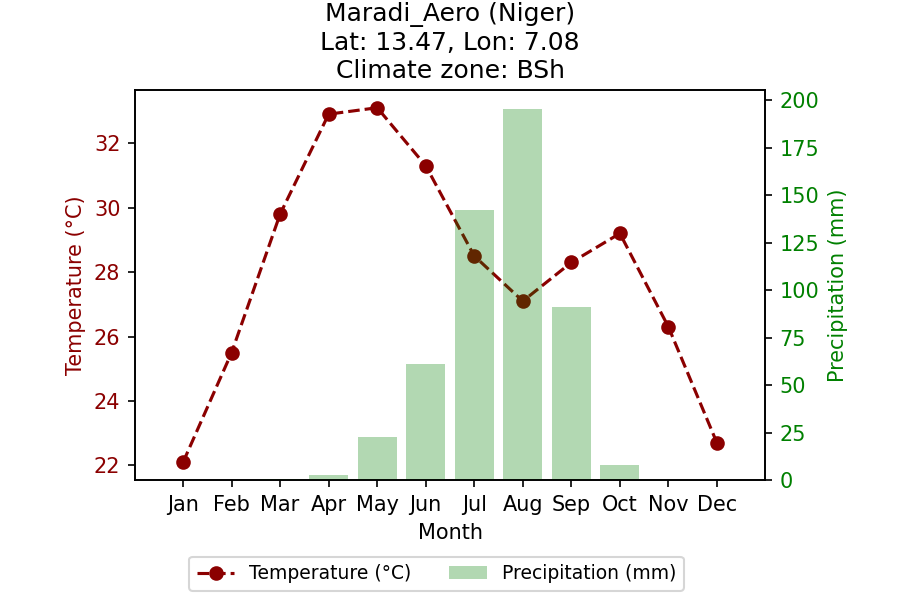 Maradi_Aero (Niger)
Lat: 13.47, Lon: 7.08
Climate zone: BSh
Temperature (°C)
32
30
28
26
24
22
200
175
150
125
100
75
50
25
0
Precipitation (mm)
Jan Feb Mar Apr May Jun Jul Aug Sep Oct Nov Dec
Month
Temperature (°C) Precipitation (mm)